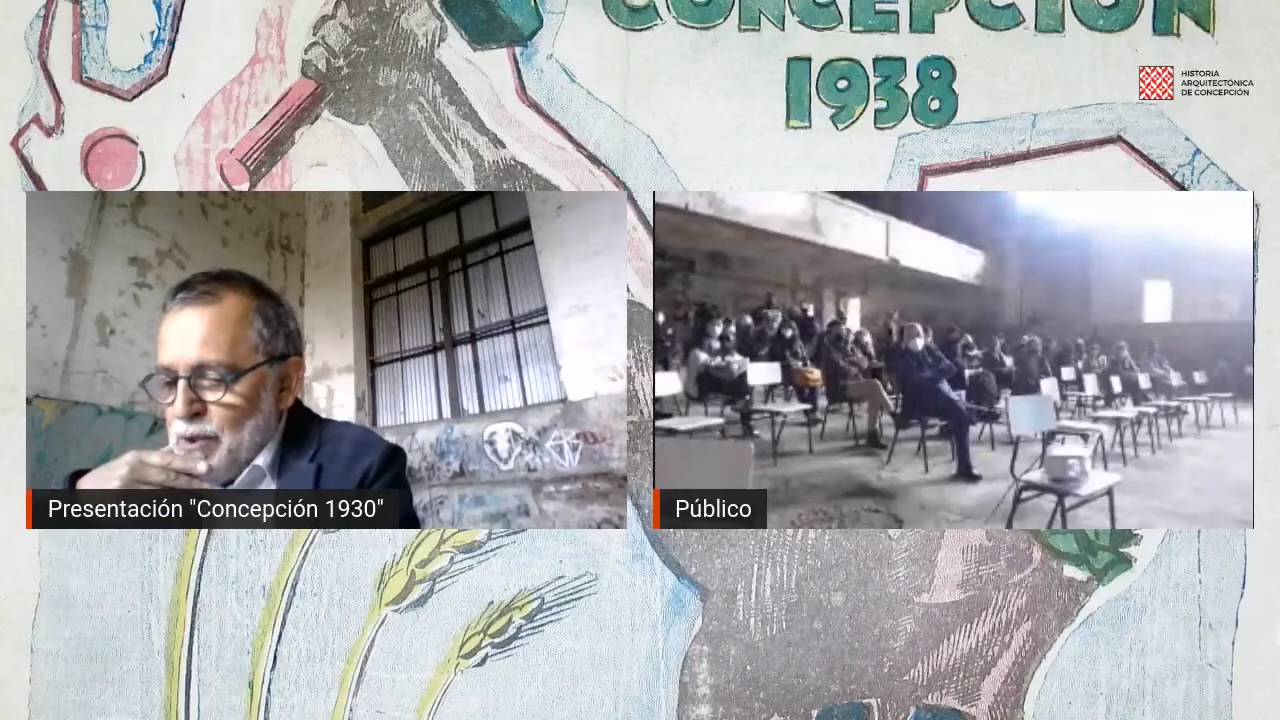 CONCEPCIÓN
1938
HISTORIA
ARQUITECTÓNICA
DE CONCEPCIÓN
Presentación "Concepción 1930"
Público